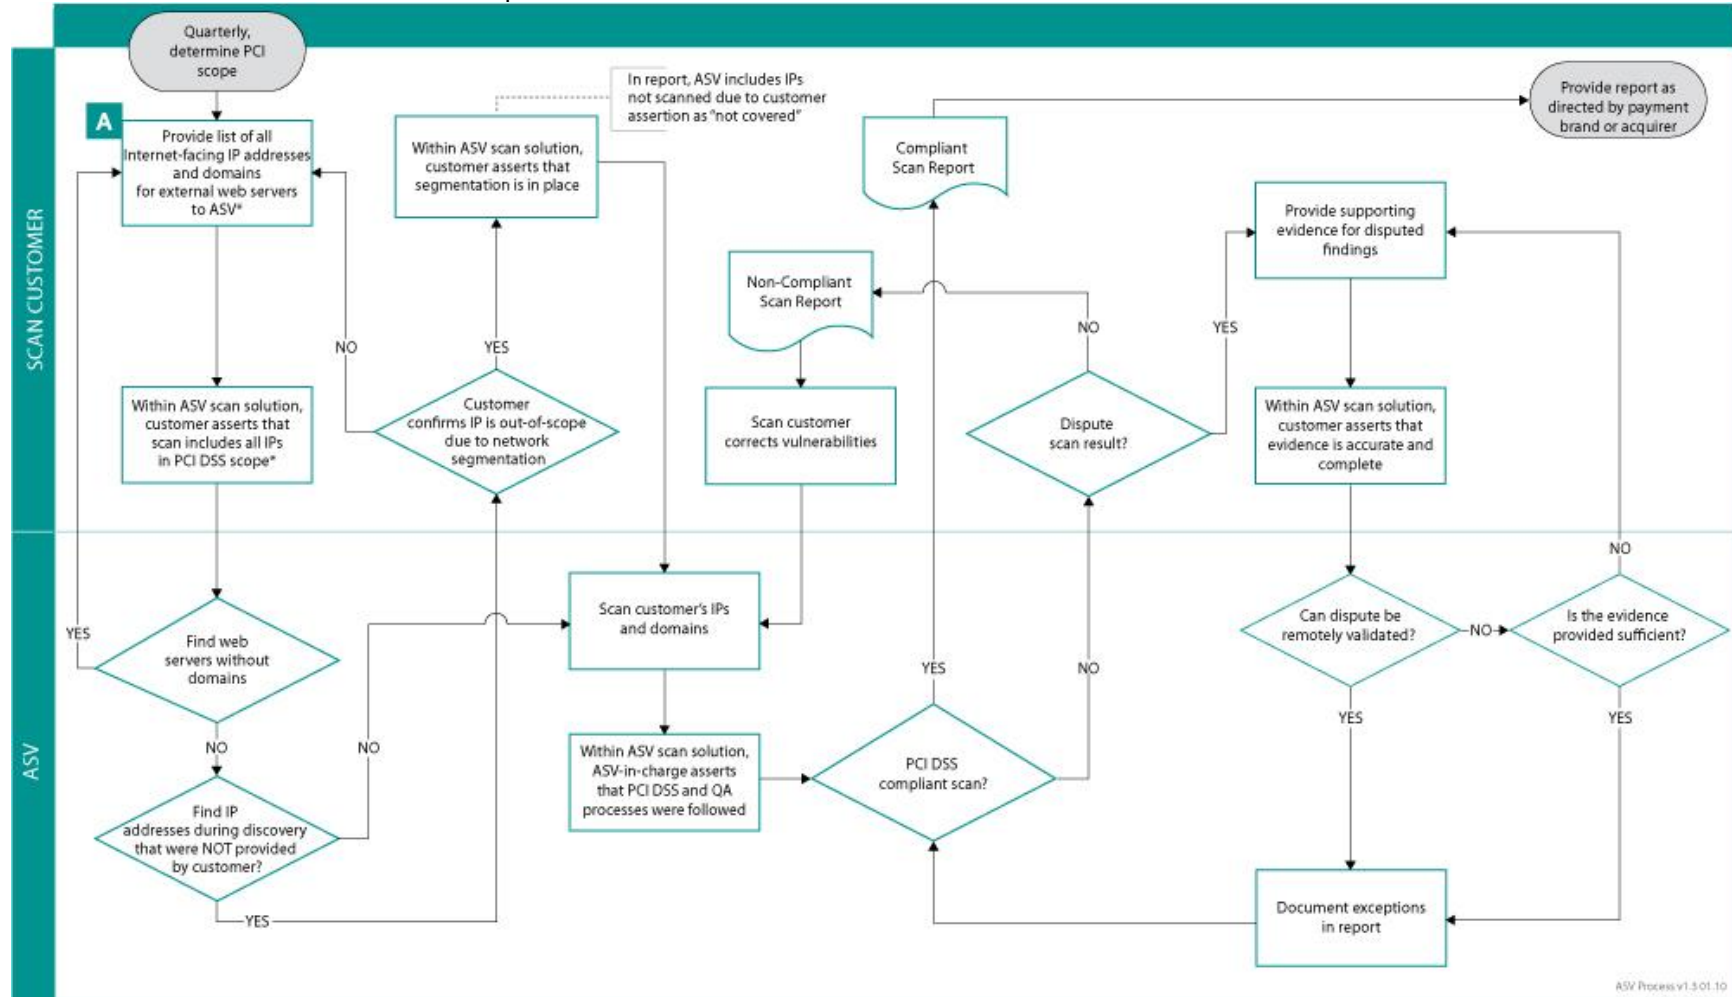 Quarterly,
determine PCI
scope
A
Provide list of all
Internet-facing IP addresses
and domains
for external web servers
to ASV*
Within ASV scan solution,
customer asserts that
segmentation is in place
In report, ASV includes IPs
not scanned due to customer
assertion as “not covered”
Compliant
Scan Report
Provide report as
directed by payment
brand or acquirer
Provide supporting
evidence for disputed
findings
Non-Compliant
Scan Report
SCAN CUSTOMER
NO
YES
NO
YES
Within ASV scan solution,
customer asserts that
scan includes all IPs
in PCI DSS scope*
Customer
confirms IP is out-of-scope
due to network
segmentation
Scan customer
corrects vulnerabilities
Dispute
scan result?
Within ASV scan solution,
customer asserts that
evidence is accurate and
complete
NO
YES
Find web
servers without
domains
Scan customer's IPs
and domains
Can dispute be
remotely validated?
NO
Is the evidence
provided sufficient?
YES
NO
YES
YES
ASV
NO
NO
Within ASV scan solution,
ASV-in-charge asserts
that PCI DSS and QA
processes were followed
PCI DSS
compliant scan?
Find IP
addresses during discovery
that were NOT provided
by customer?
YES
Document exceptions
in report
ASV Process v1.3 01.10